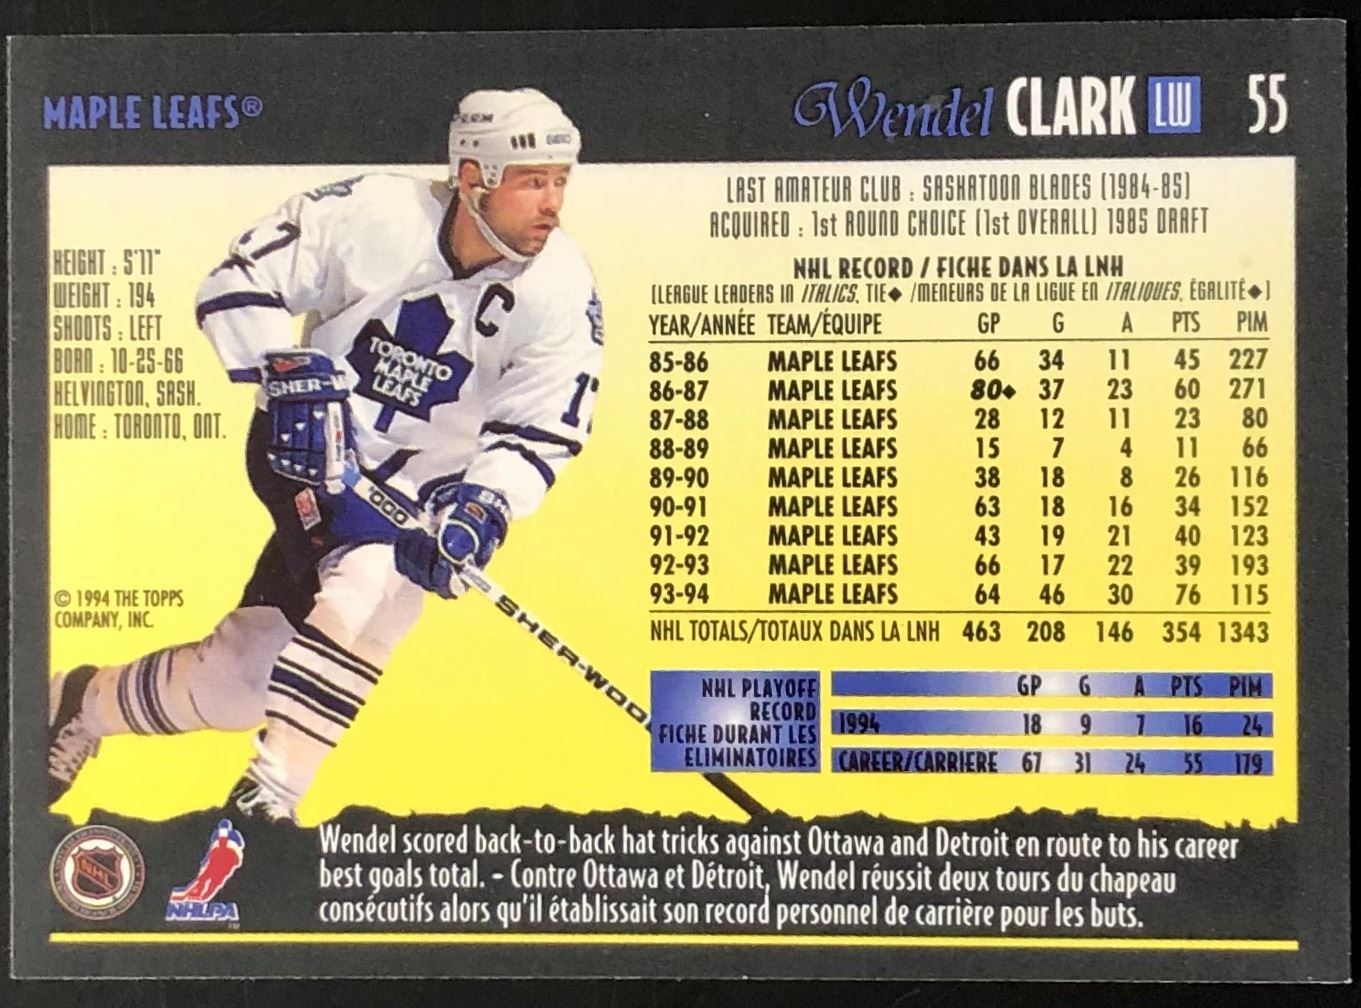 MAPLE LEAFS®
Wendel CLARK LW 55
LAST AMATEUR CLUB : SASKATOON BLADES (1984-85)
ACQUIRED : 1st ROUND CHOICE (1st OVERALL) 1985 DRAFT
HEIGHT : 5'11"
WEIGHT : 194
SHOOTS : LEFT
BORN : 10-25-66
KELVINGTON, SASK.
HOME : TORONTO, ONT.
NHL RECORD / FICHE DANS LA LNH
(LEAGUE LEADERS IN ITALICS, TIE◆ /MENEURS DE LA LIGUE EN ITALIQUES, ÉGALITÉ◆)
YEAR/ANNÉE TEAM/ÉQUIPE GP G A PTS PIM
85-86 MAPLE LEAFS 66 34 11 45 227
86-87 MAPLE LEAFS 80◆ 37 23 60 271
87-88 MAPLE LEAFS 28 12 11 23 80
88-89 MAPLE LEAFS 15 7 4 11 66
89-90 MAPLE LEAFS 38 18 8 26 116
90-91 MAPLE LEAFS 63 18 16 34 152
91-92 MAPLE LEAFS 43 19 21 40 123
92-93 MAPLE LEAFS 66 17 22 39 193
93-94 MAPLE LEAFS 64 46 30 76 115
NHL TOTALS/TOTAUX DANS LA LNH 463 208 146 354 1343
NHL PLAYOFF
RECORD
FICHE DURANT LES
ELIMINATOIRES
GP G A PTS PIM
1994 18 9 7 16 24
CAREER/CARRIERE 67 31 24 55 179
17
C
TORONTO
MAPLE
LEAFS
17
SHER-W
SHER-WOOD
© 1994 THE TOPPS
COMPANY, INC.
NHL
NHLPA
TM
Wendel scored back-to-back hat tricks against Ottawa and Detroit en route to his career
best goals total. - Contre Ottawa et Détroit, Wendel réussit deux tours du chapeau
consécutifs alors qu'il établissait son record personnel de carrière pour les buts.